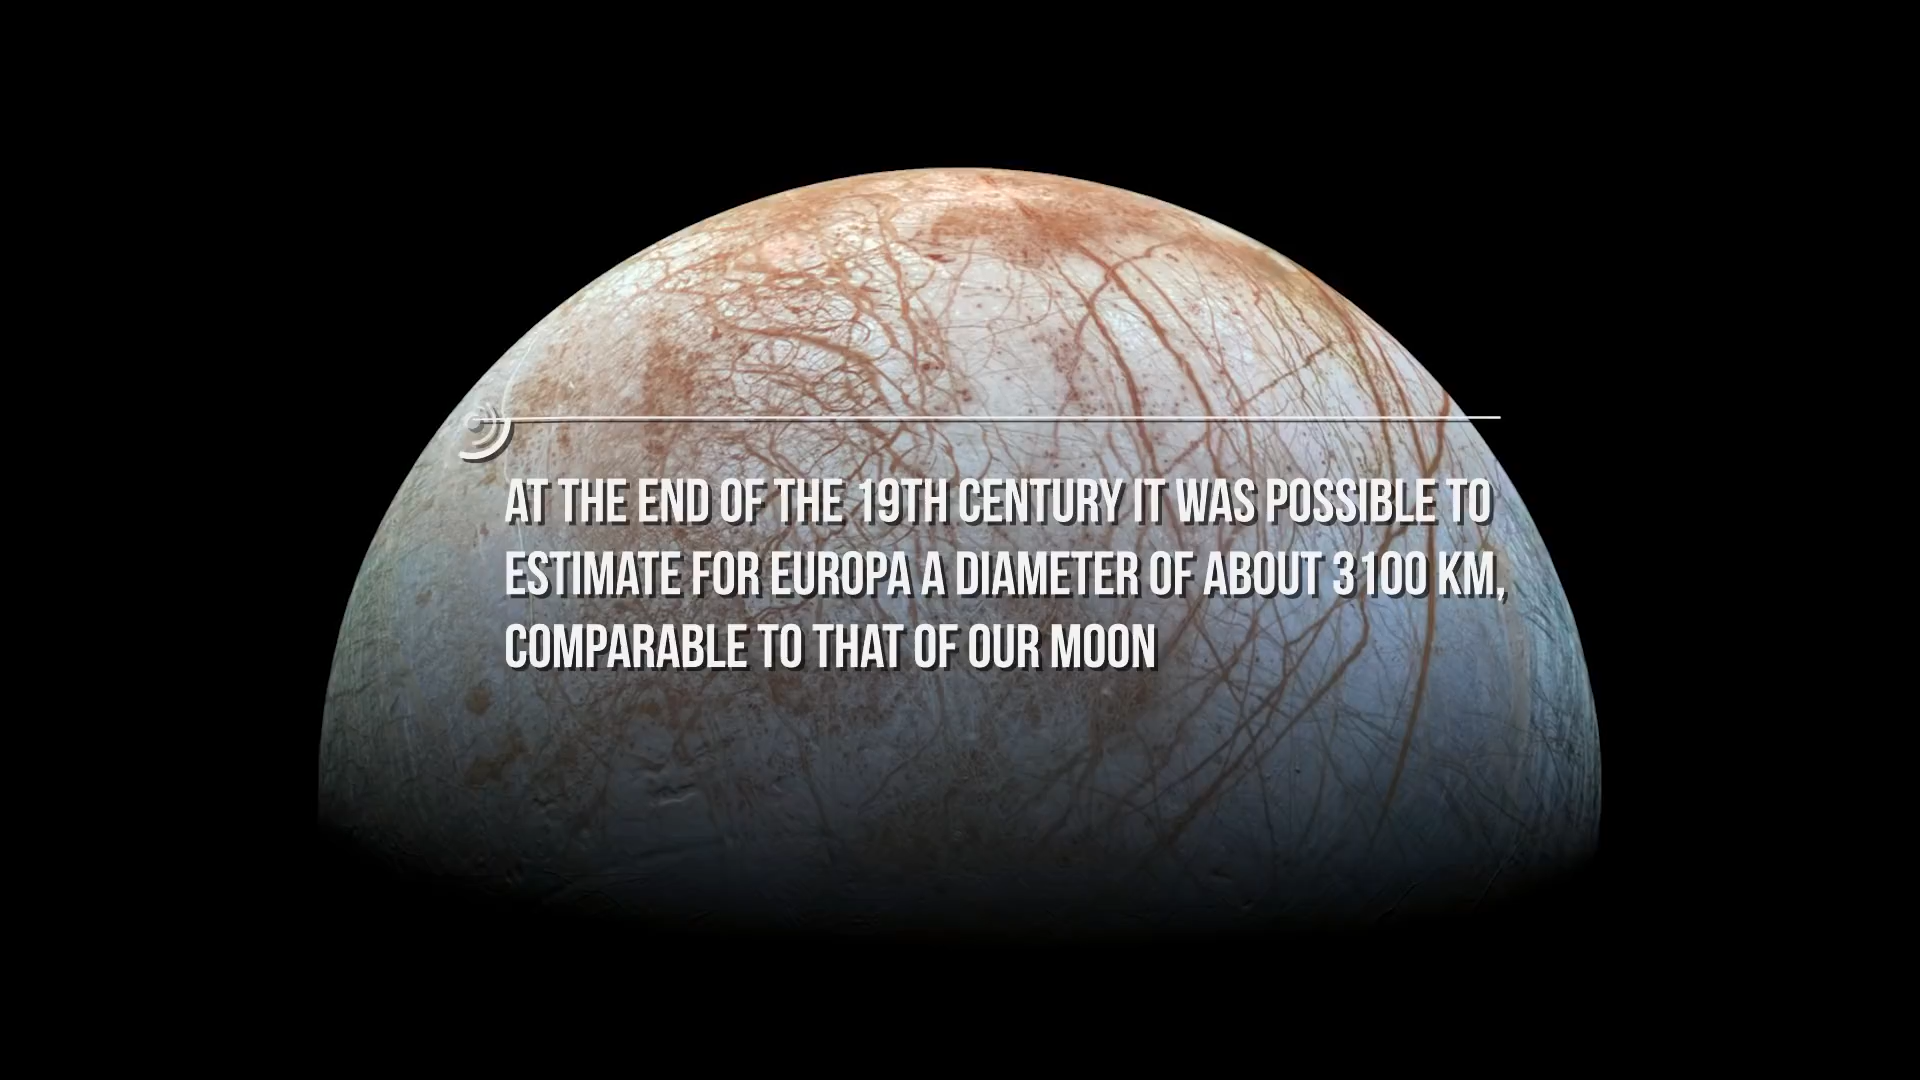 AT THE END OF THE 19TH CENTURY IT WAS POSSIBLE TO
ESTIMATE FOR EUROPA A DIAMETER OF ABOUT 3100 KM,
COMPARABLE TO THAT OF OUR MOON